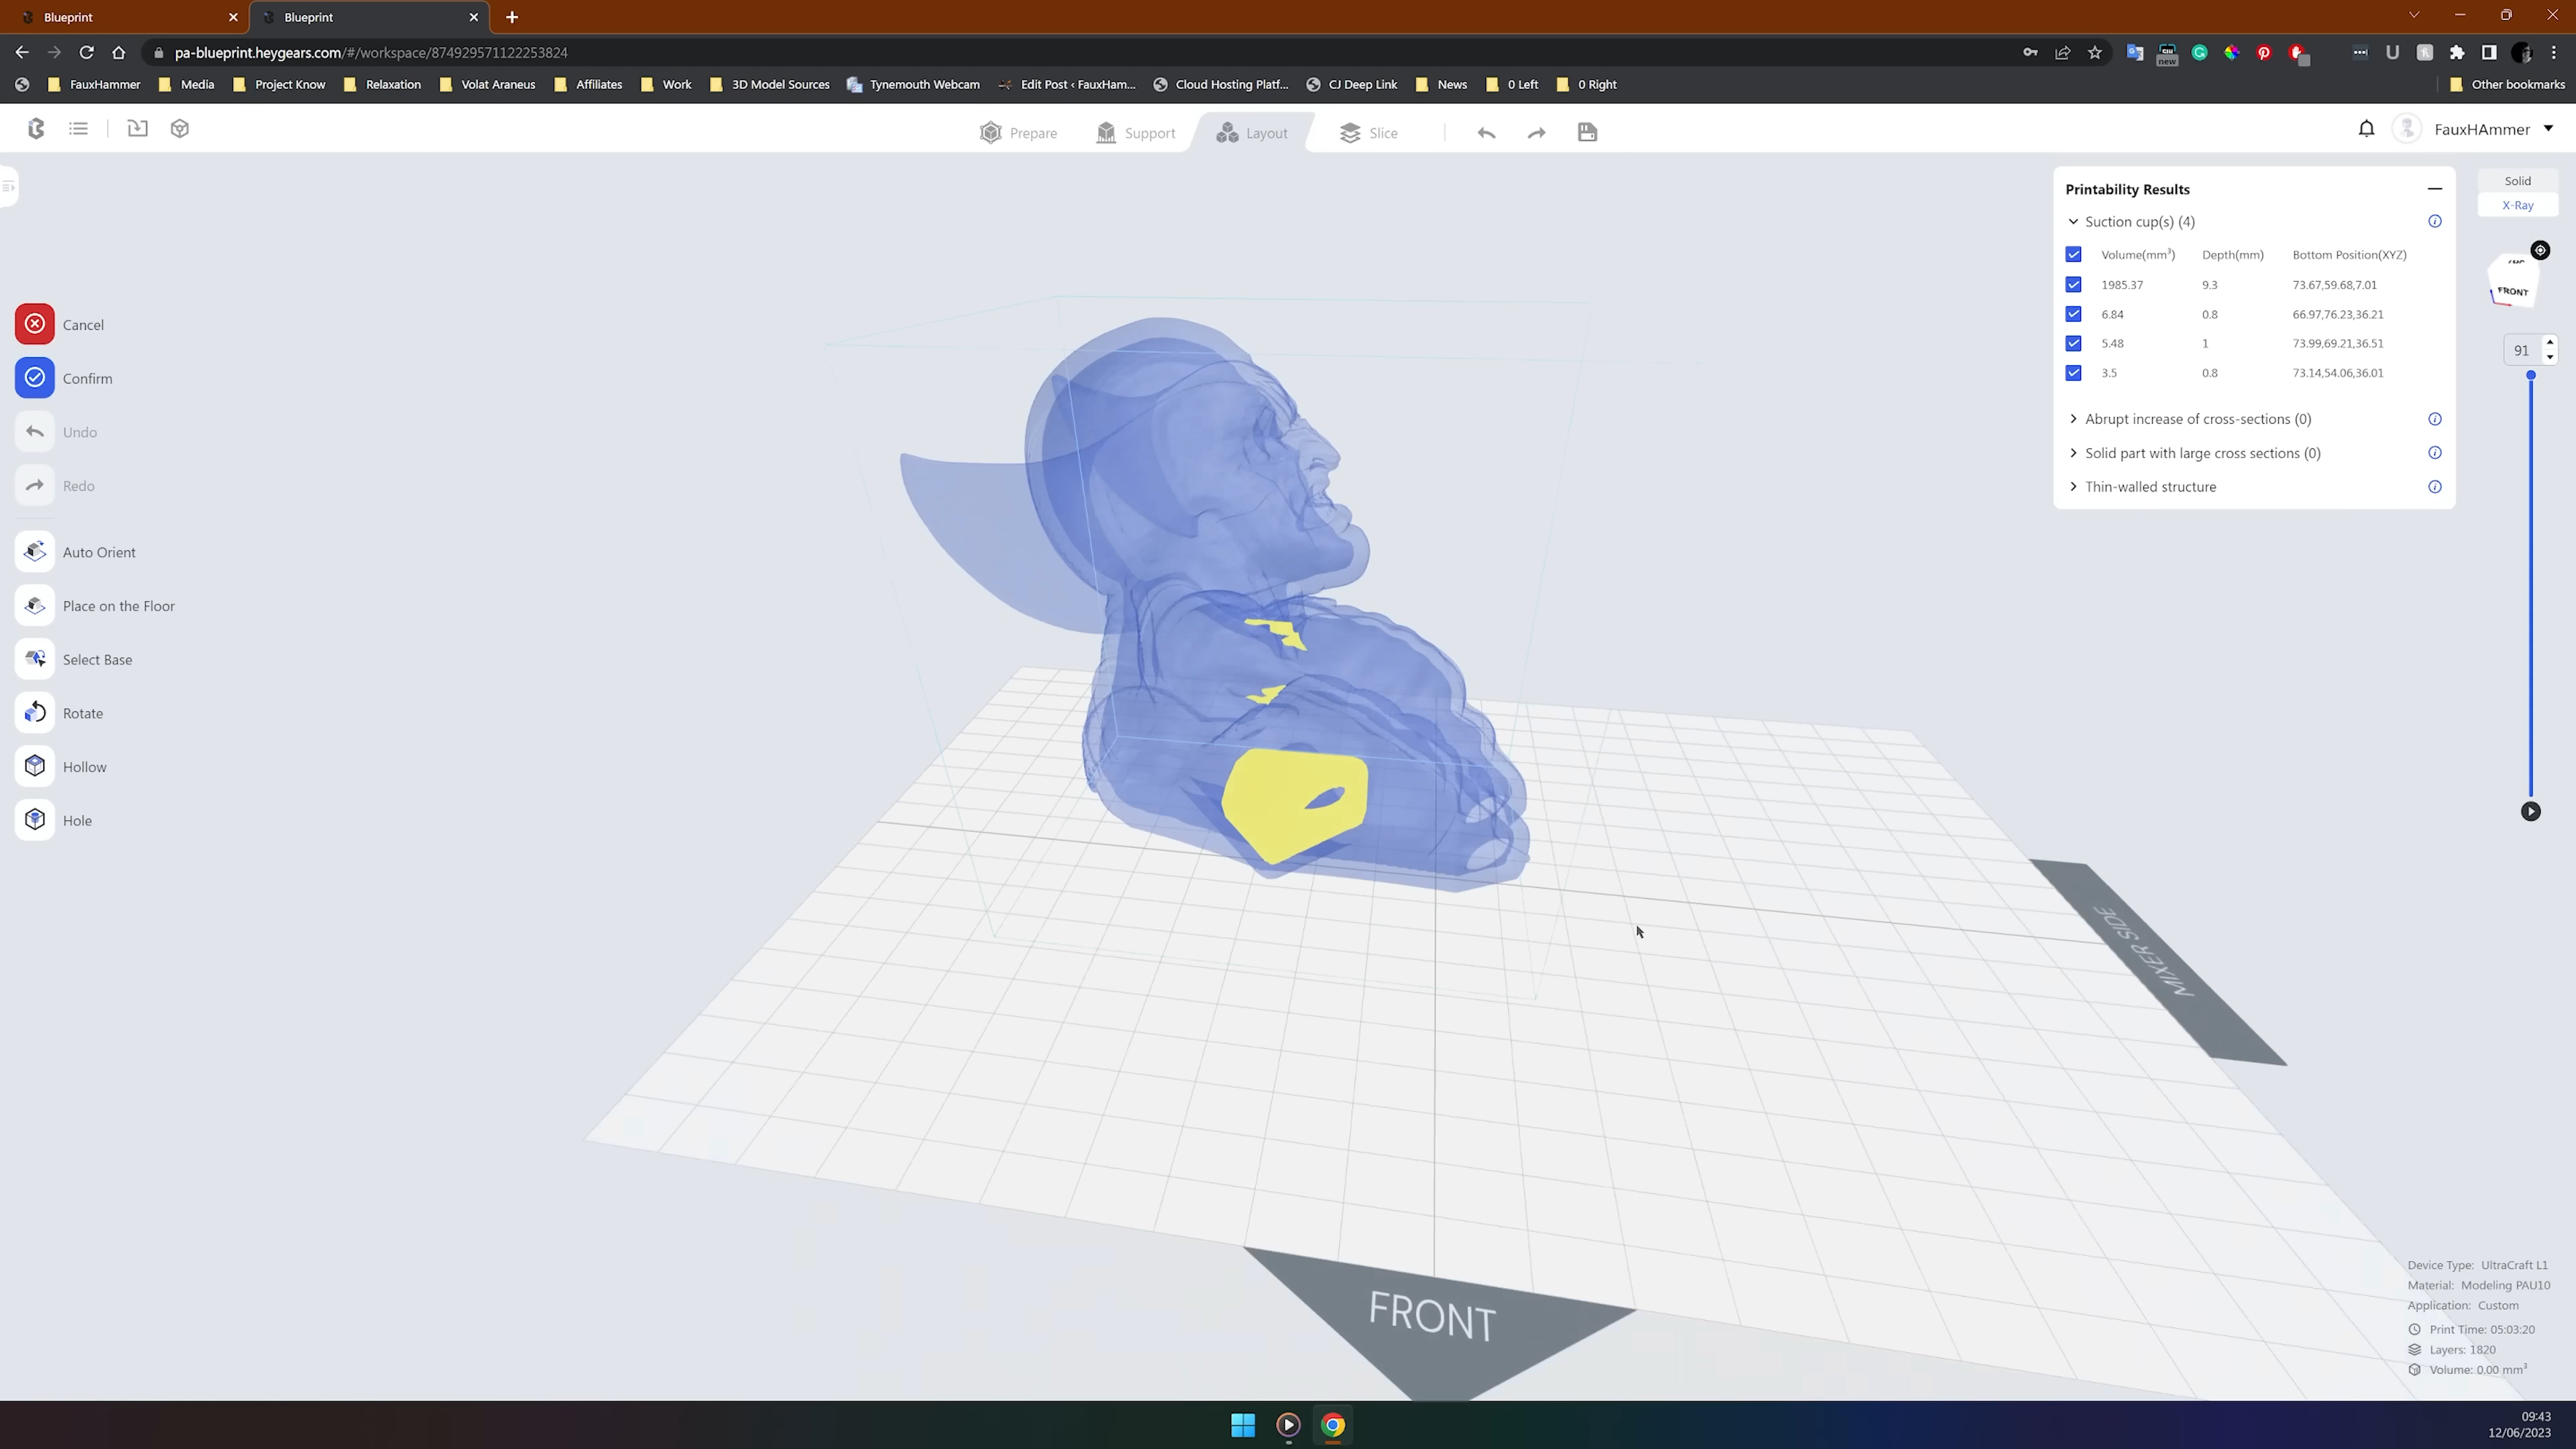 Blueprint
Blueprint
pa-blueprint.heygears.com/#/workspace/874929571122253824
new
FauxHammer Media Project Know Relaxation Volat Araneus Affiliates Work 3D Model Sources Tynemouth Webcam Edit Post ‹ FauxHam... Cloud Hosting Platf... CJ Deep Link News 0 Left 0 Right Other bookmarks
Prepare Support Layout Slice FauxHAmmer
Printability Results
Suction cup(s) (4)
Volume(mm³) Depth(mm) Bottom Position(XYZ)
1985.37 9.3 73.67,59.68,7.01
6.84 0.8 66.97,76.23,36.21
5.48 1 73.99,69.21,36.51
3.5 0.8 73.14,54.06,36.01
Abrupt increase of cross-sections (0)
Solid part with large cross sections (0)
Thin-walled structure
Solid
X-Ray
FRONT
91
Cancel
Confirm
Undo
Redo
Auto Orient
Place on the Floor
Select Base
Rotate
Hollow
Hole
MIXER SIDE
FRONT
Device Type: UltraCraft L1
Material: Modeling PAU10
Application: Custom
Print Time: 05:03:20
Layers: 1820
Volume: 0.00 mm³
09:43
12/06/2023